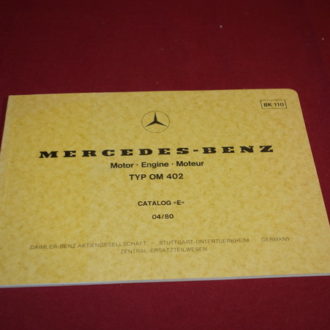 BK 110
MERCEDES-BENZ
Motor · Engine · Moteur
TYP OM 402
CATALOG «E»
04/80
DAIMLER-BENZ AKTIENGESELLSCHAFT · STUTTGART-UNTERTUERKHEIM · GERMANY
ZENTRAL-ERSATZTEILWESEN